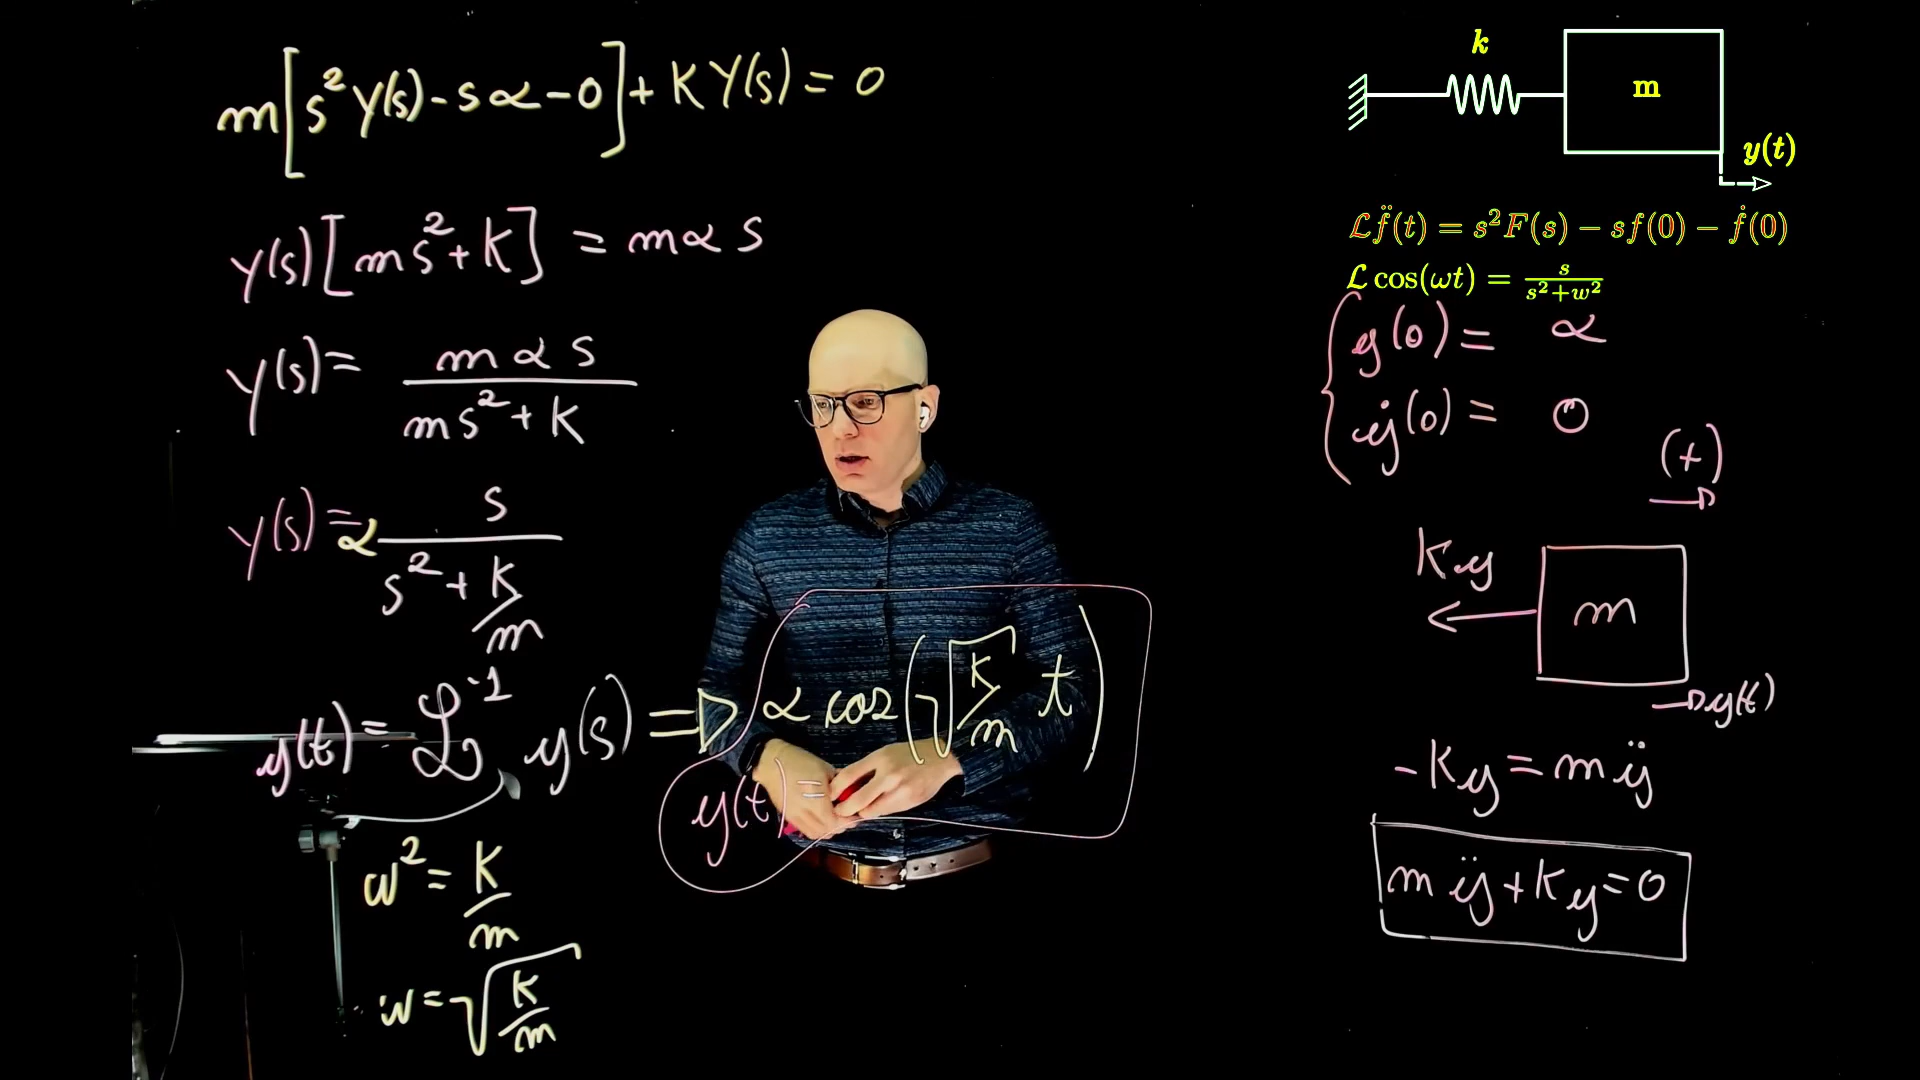 m[s²Y(s)-sα-0]+KY(s)=0
Y(s)[ms²+K]=mαs
Y(s)= mαs / ms²+K
Y(s)=α s / s²+K/m
y(t)=ℒ⁻¹ y(s) ⇒ α cos(√K/m t)
y(t)=
w²=K/m
w=√K/m
k
m
y(t)
ℒf̈(t) = s²F(s) − sf(0) − ḟ(0)
ℒ cos(ωt) = s / s²+w²
y(0)= α
ẏ(0)= 0
(+)
Ky
m
y(t)
-Ky=mÿ
mÿ+Ky=0